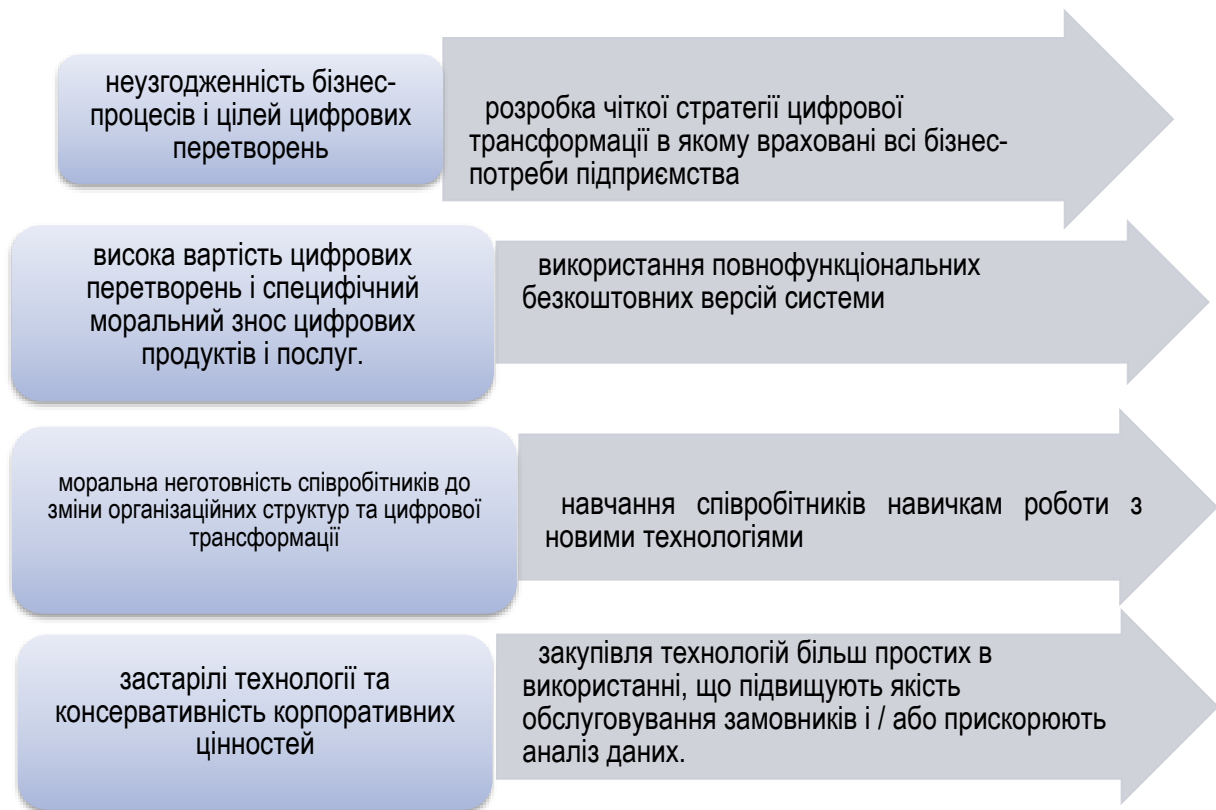 неузгодженність бізнес-
процесів і цілей цифрових
перетворень
розробка чіткої стратегії цифрової
трансформації в якому враховані всі бізнес-
потреби підприємства
висока вартість цифрових
перетворень і специфічний
моральний знос цифрових
продуктів і послуг.
використання повнофункціональних
безкоштовних версій системи
моральна неготовність співробітників до
зміни організаційних структур та цифрової
трансформації
навчання співробітників навичкам роботи з
новими технологіями
застарілі технології та
консервативність корпоративних
цінностей
закупівля технологій більш простих в
використанні, що підвищують якість
обслуговування замовників і / або прискорюють
аналіз даних.